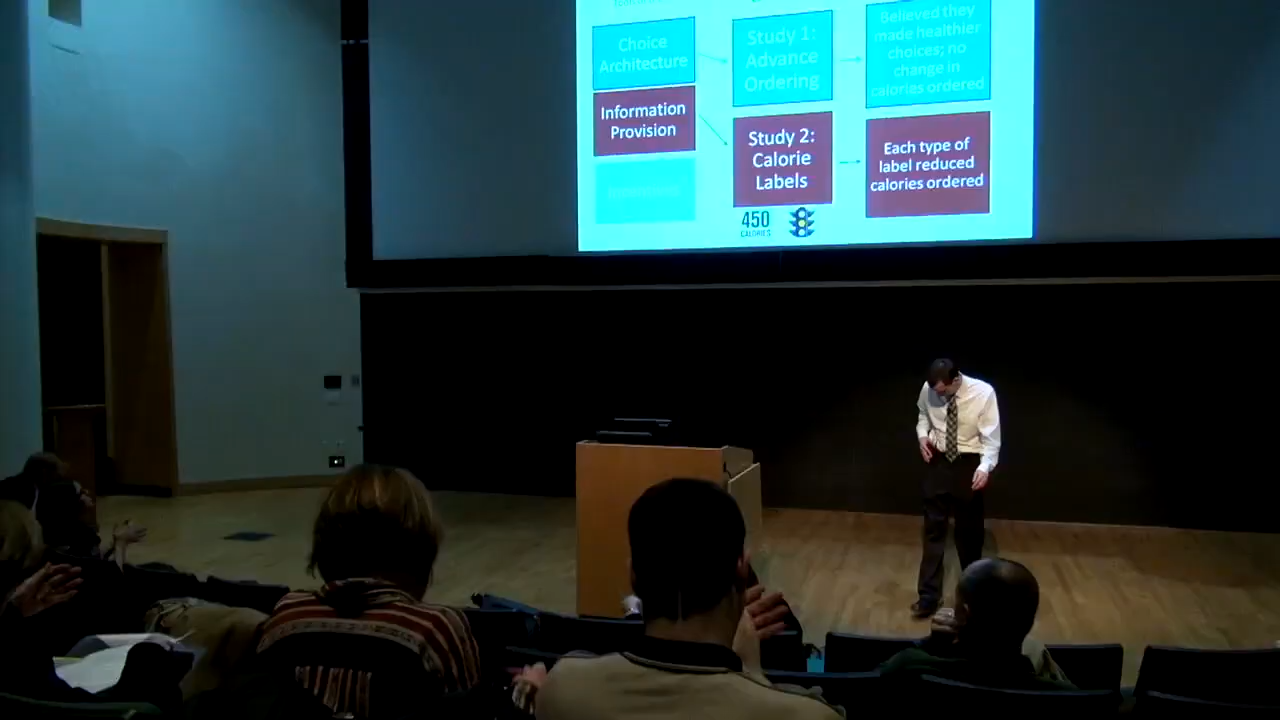 Choice
Architecture
Study 1:
Advance
Ordering
Believed they
made healthier
choices; no
change in
calories ordered
Information
Provision
Study 2:
Calorie
Labels
Each type of
label reduced
calories ordered
450
CALORIES